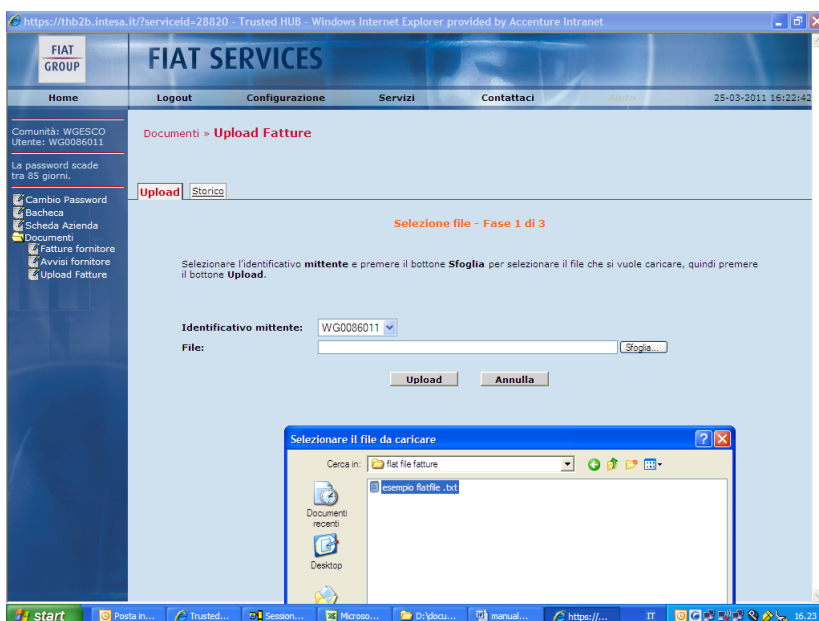 https://thb2b.intesa.it/?serviceid=28820 - Trusted HUB - Windows Internet Explorer provided by Accenture Intranet
FIAT
GROUP
FIAT SERVICES
Home Logout Configurazione Servizi Contattaci Aiuto 25-03-2011 16:22:42
Comunità: WGESCO
Utente: WG0086011
La password scade
tra 85 giorni.
Cambio Password
Bacheca
Scheda Azienda
Documenti
Fatture fornitore
Avvisi fornitore
Upload Fatture
Documenti » Upload Fatture
Upload Storico
Selezione file - Fase 1 di 3
Selezionare l'identificativo mittente e premere il bottone Sfoglia per selezionare il file che si vuole caricare, quindi premere
il bottone Upload.
Identificativo mittente: WG0086011
File: Sfoglia...
Upload Annulla
Selezionare il file da caricare
Cerca in: flat file fatture
esempio flatfile .txt
Documenti
recenti
Desktop
start Posta in... Trusted... Session... Microso... D:\docu... manual... https://... IT 16.23